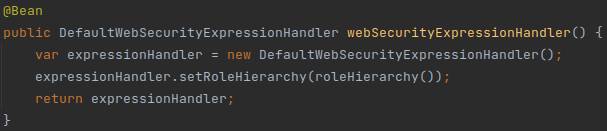 @Bean
public DefaultWebSecurityExpressionHandler webSecurityExpressionHandler() {
    var expressionHandler = new DefaultWebSecurityExpressionHandler();
    expressionHandler.setRoleHierarchy(roleHierarchy());
    return expressionHandler;
}